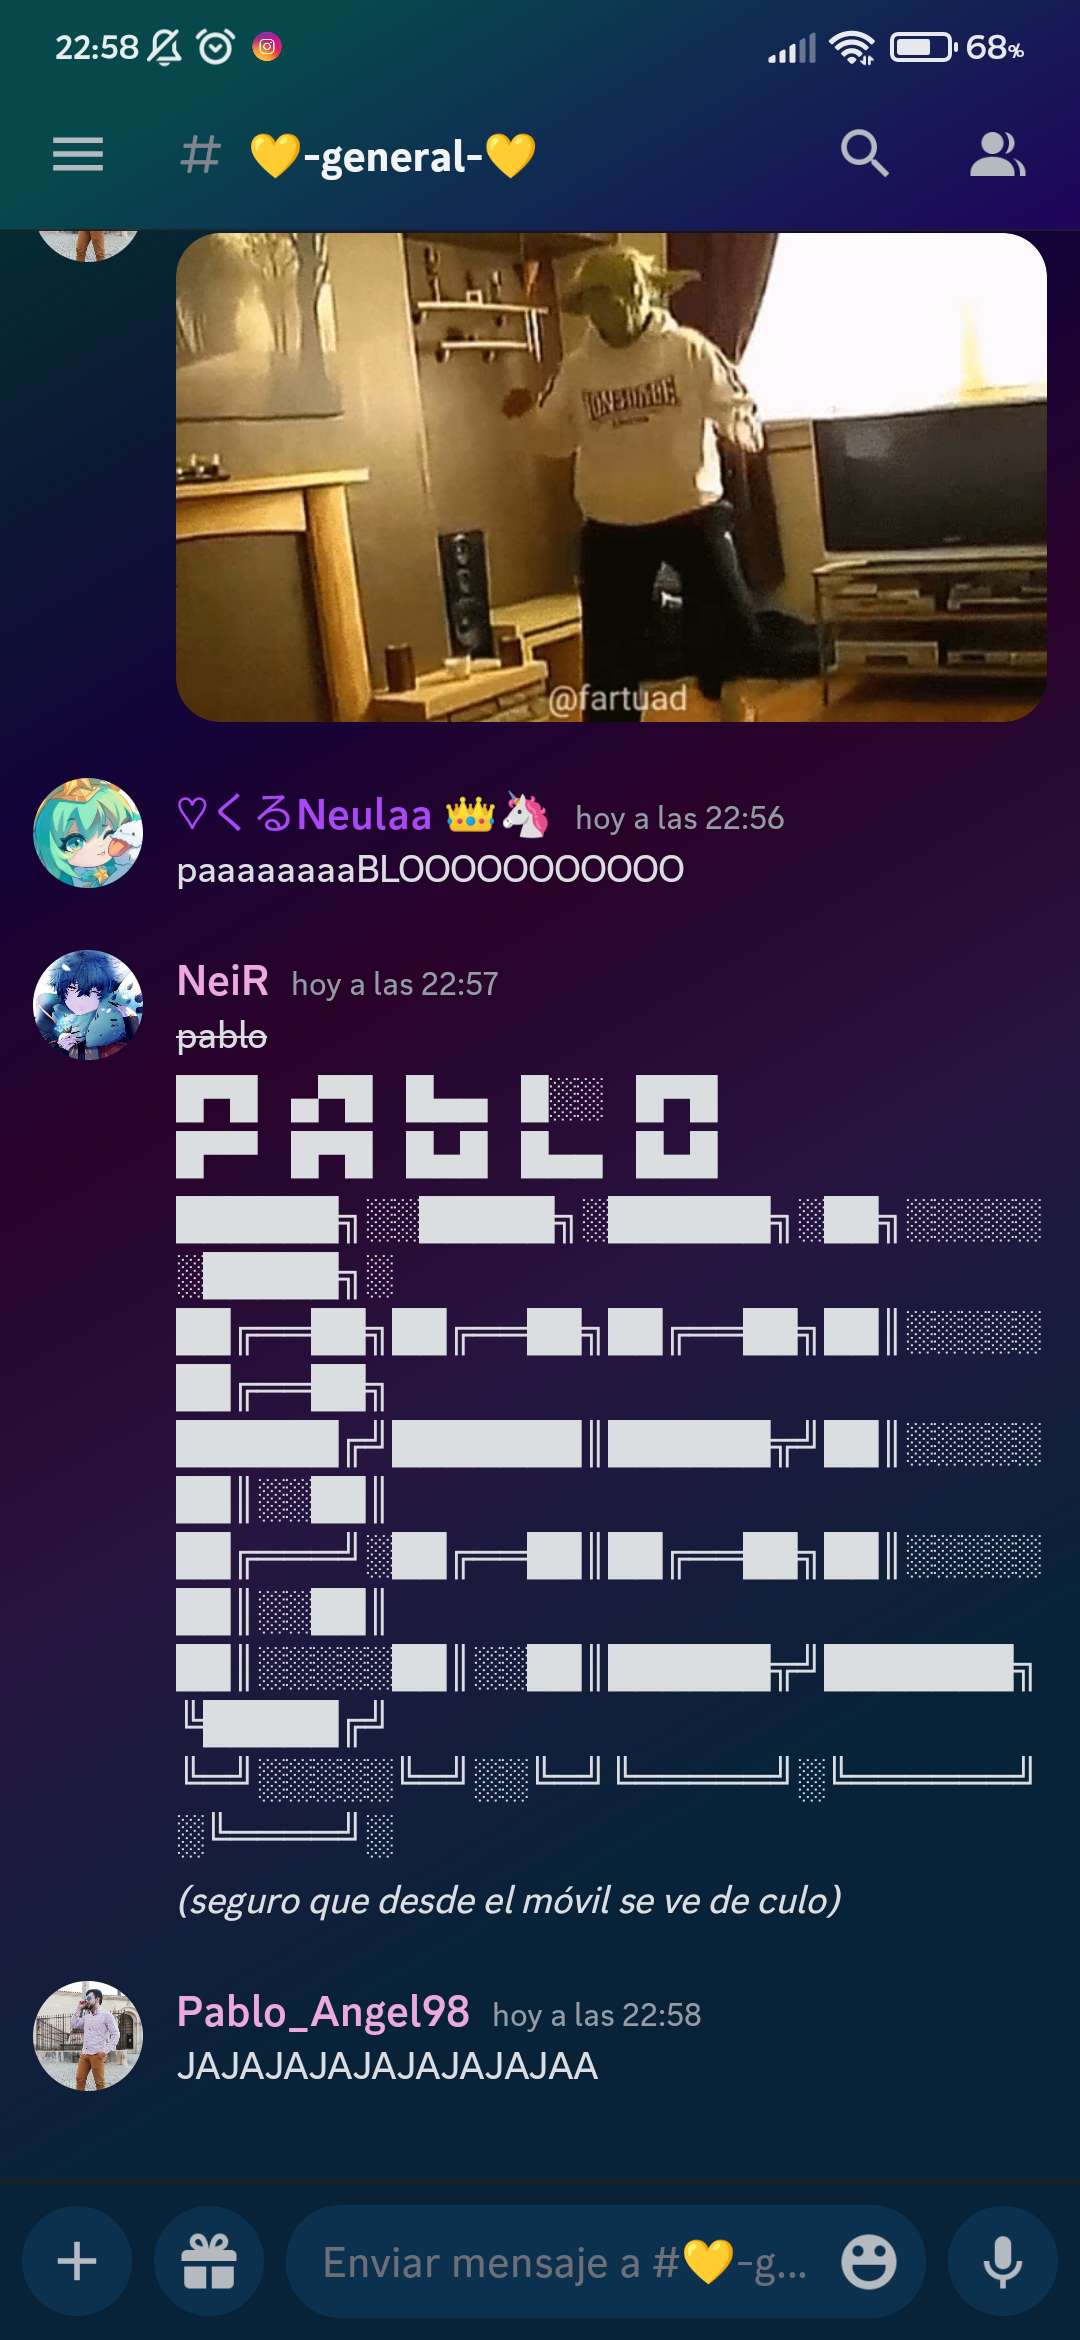 22:58 68%
# 💛-general-💛
@fartuad
♡くるNeulaa 👑🦄 hoy a las 22:56
paaaaaaaaBLOOOOOOOOOOO
NeiR hoy a las 22:57
pablo
█▀█ ▄▀█ █▄▄ █░░ █▀█
█▀▀ █▀█ █▄█ █▄▄ █▄█
██████╗░░█████╗░██████╗░██╗░░░░░
░█████╗░
██╔══██╗██╔══██╗██╔══██╗██║░░░░░
██╔══██╗
██████╔╝███████║██████╦╝██║░░░░░
██║░░██║
██╔═══╝░██╔══██║██╔══██╗██║░░░░░
██║░░██║
██║░░░░░██║░░██║██████╦╝███████╗
╚█████╔╝
╚═╝░░░░░╚═╝░░╚═╝╚═════╝░╚══════╝
░╚════╝░
(seguro que desde el móvil se ve de culo)
Pablo_Angel98 hoy a las 22:58
JAJAJAJAJAJAJAJAJAA
Enviar mensaje a #💛-g...